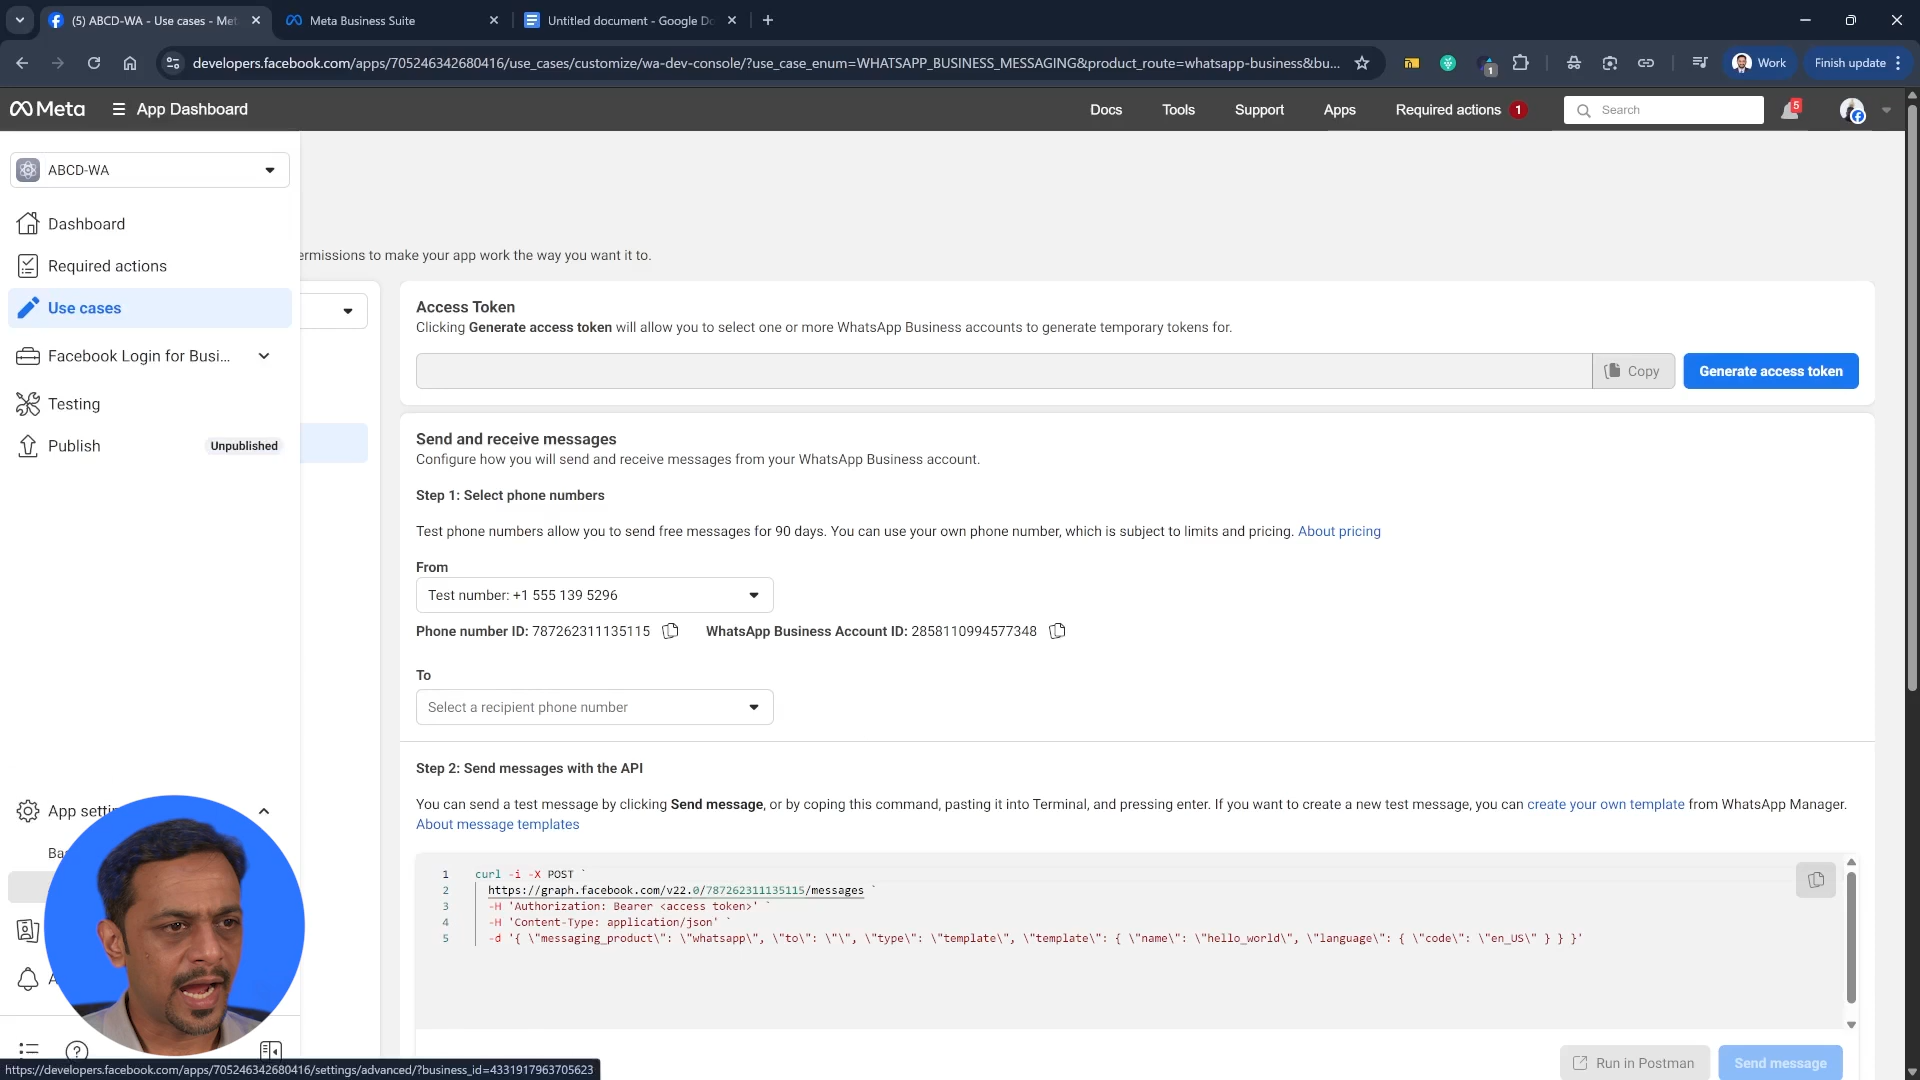 (5) ABCD-WA - Use cases - Met
Meta Business Suite
Untitled document - Google Do
developers.facebook.com/apps/705246342680416/use_cases/customize/wa-dev-console/?use_case_enum=WHATSAPP_BUSINESS_MESSAGING&product_route=whatsapp-business&bu...
1
Work
Finish update
Meta
App Dashboard
Docs
Tools
Support
Apps
Required actions 1
Search
5
ABCD-WA
Dashboard
Required actions
Use cases
Facebook Login for Busi...
Testing
Publish
Unpublished
ermissions to make your app work the way you want it to.
Access Token
Clicking Generate access token will allow you to select one or more WhatsApp Business accounts to generate temporary tokens for.
Copy
Generate access token
Send and receive messages
Configure how you will send and receive messages from your WhatsApp Business account.
Step 1: Select phone numbers
Test phone numbers allow you to send free messages for 90 days. You can use your own phone number, which is subject to limits and pricing. About pricing
From
Test number: +1 555 139 5296
Phone number ID: 787262311135115
WhatsApp Business Account ID: 2858110994577348
To
Select a recipient phone number
Step 2: Send messages with the API
You can send a test message by clicking Send message, or by coping this command, pasting it into Terminal, and pressing enter. If you want to create a new test message, you can create your own template from WhatsApp Manager.
About message templates
1 curl -i -X POST `
2 https://graph.facebook.com/v22.0/787262311135115/messages `
3 -H 'Authorization: Bearer <access token>' `
4 -H 'Content-Type: application/json' `
5 -d '{ \"messaging_product\": \"whatsapp\", \"to\": \"\", \"type\": \"template\", \"template\": { \"name\": \"hello_world\", \"language\": { \"code\": \"en_US\" } } }'
App setti
Ba
A
Run in Postman
Send message
https://developers.facebook.com/apps/705246342680416/settings/advanced/?business_id=4331917963705623